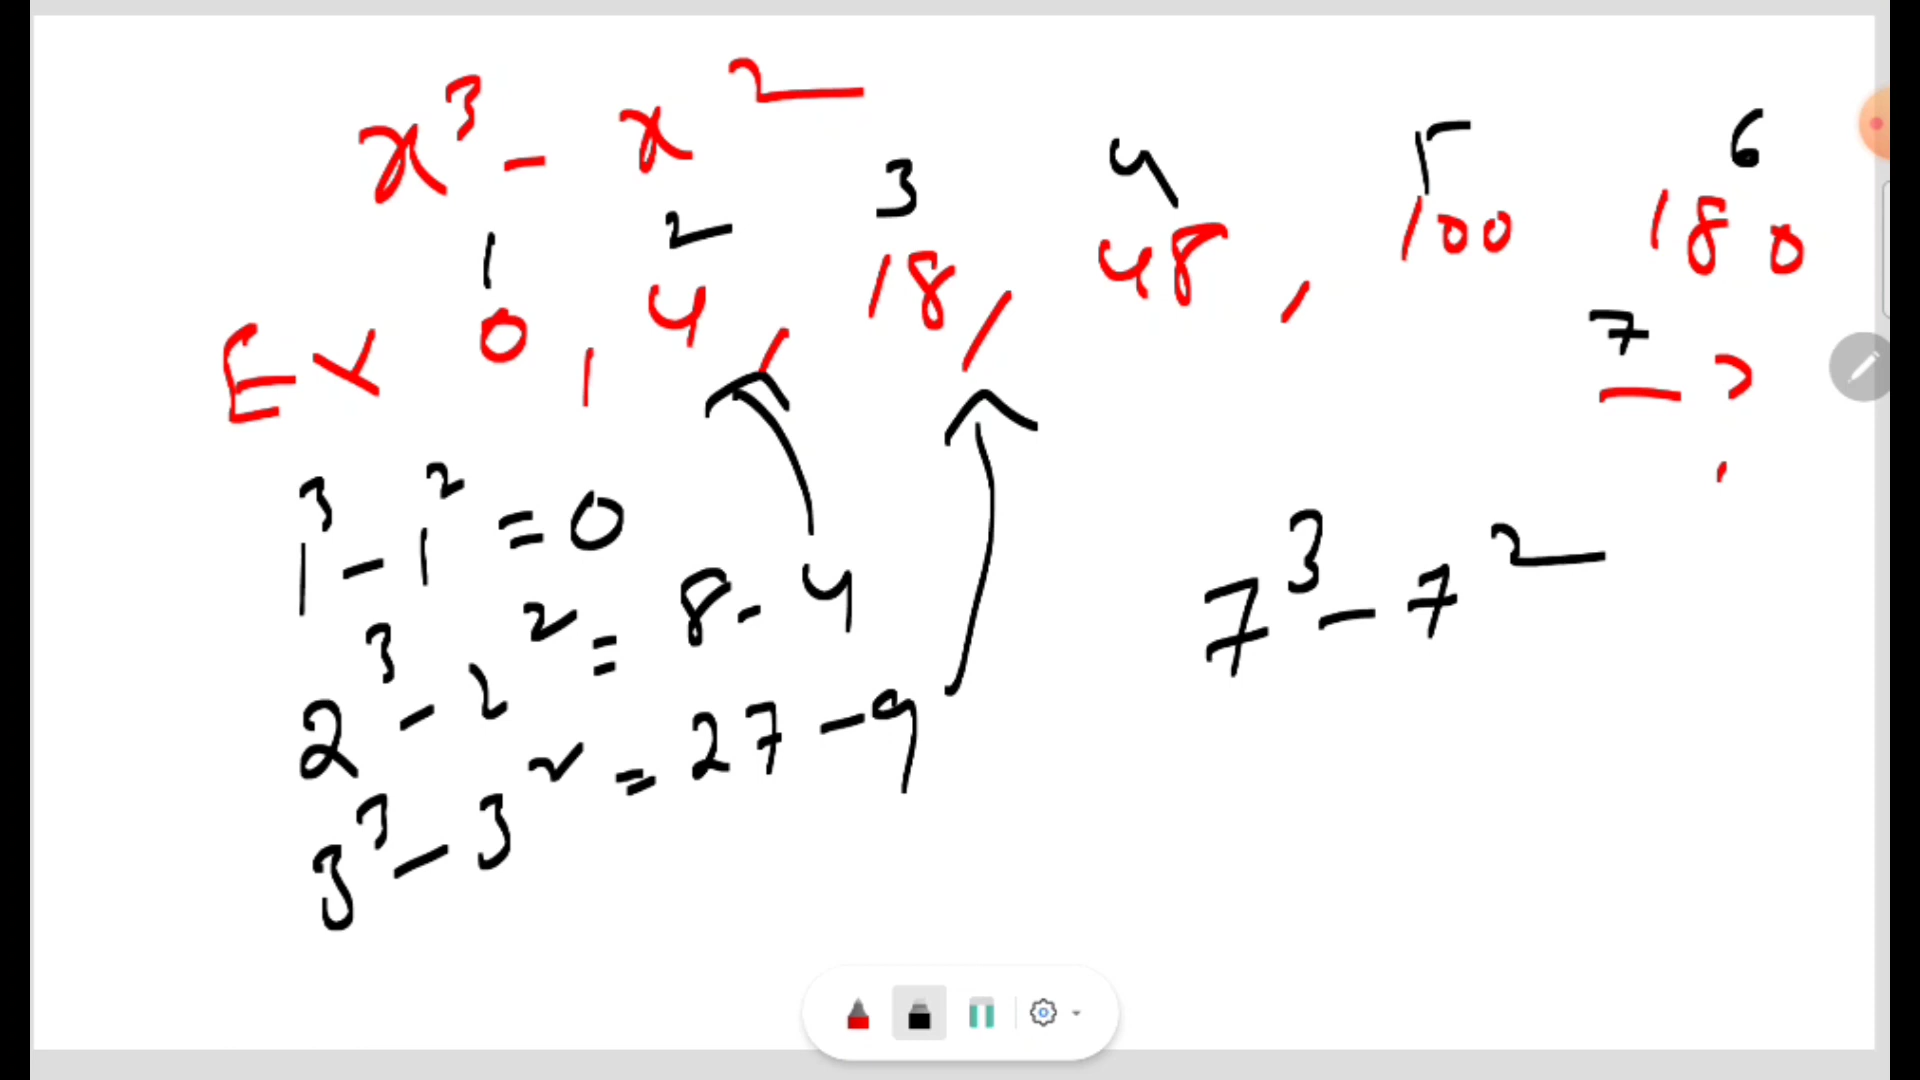 x³ - x²
1 2 3 4 5 6
Ex 0, 4, 18, 48, 100 180
7
_ ?
1³ - 1² = 0
2³ - 2² = 8 - 4
3³ - 3² = 27 - 9
7³ - 7²